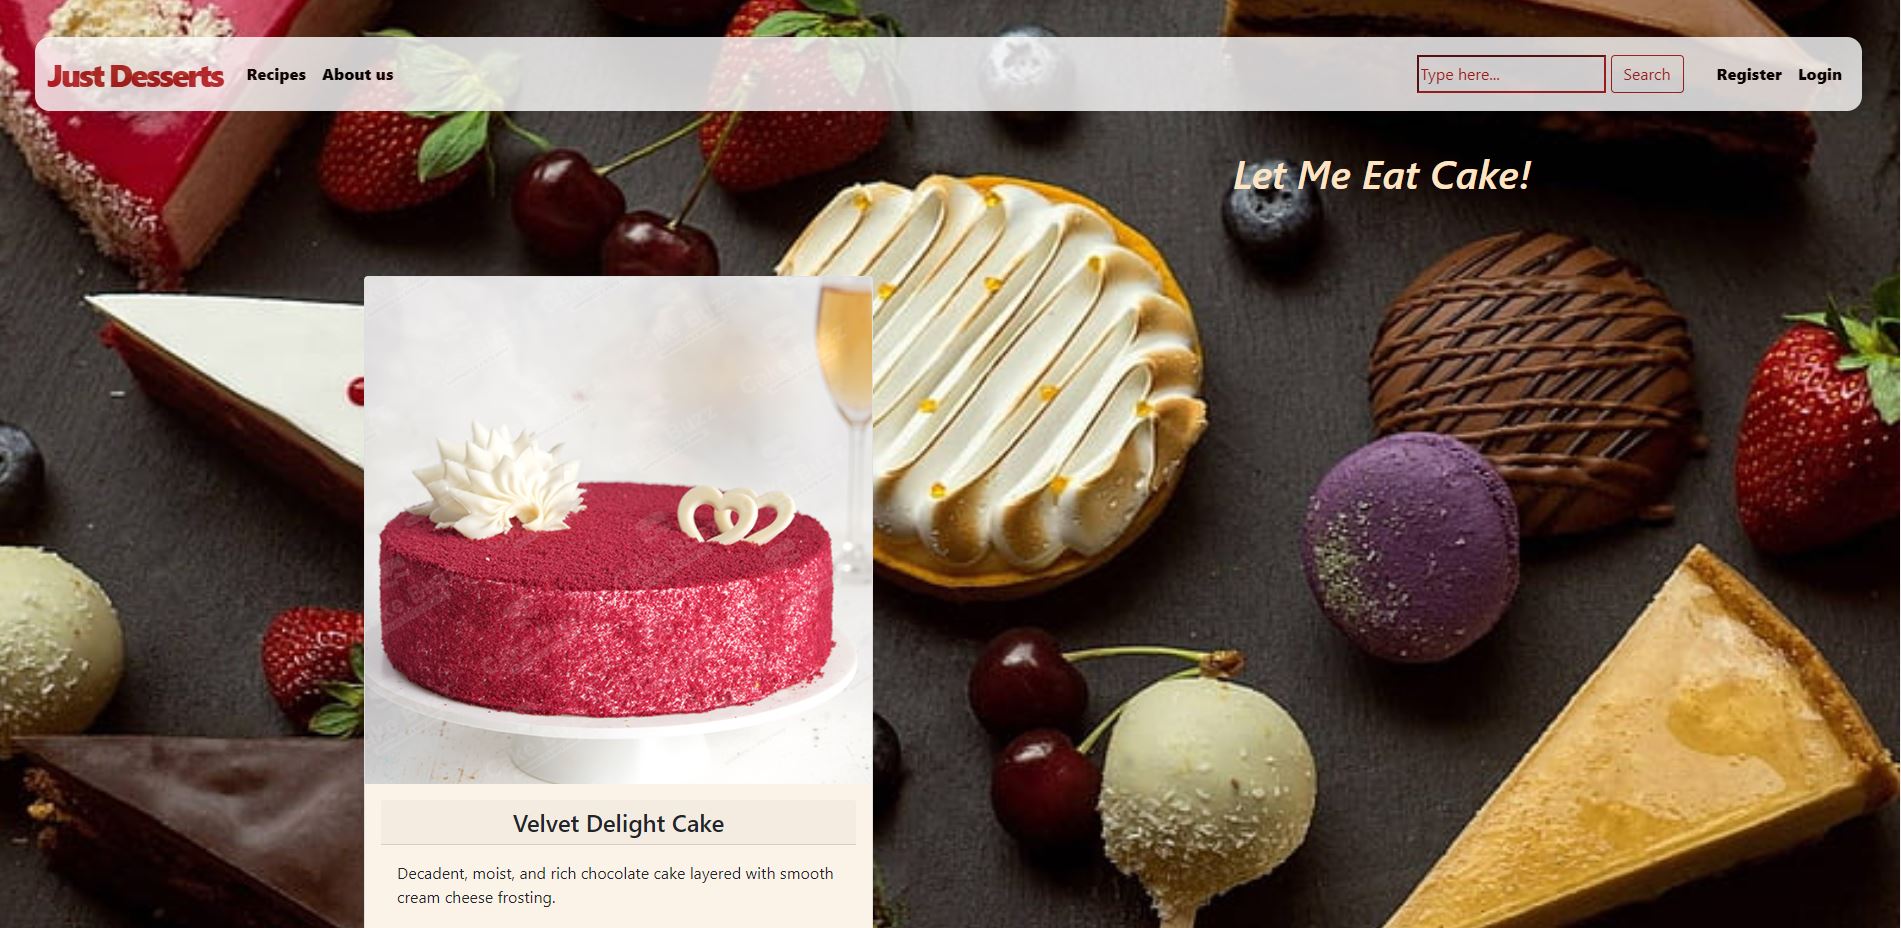 Just Desserts Recipes About us Type here... Search Register Login
Let Me Eat Cake!
Velvet Delight Cake
Decadent, moist, and rich chocolate cake layered with smooth
cream cheese frosting.